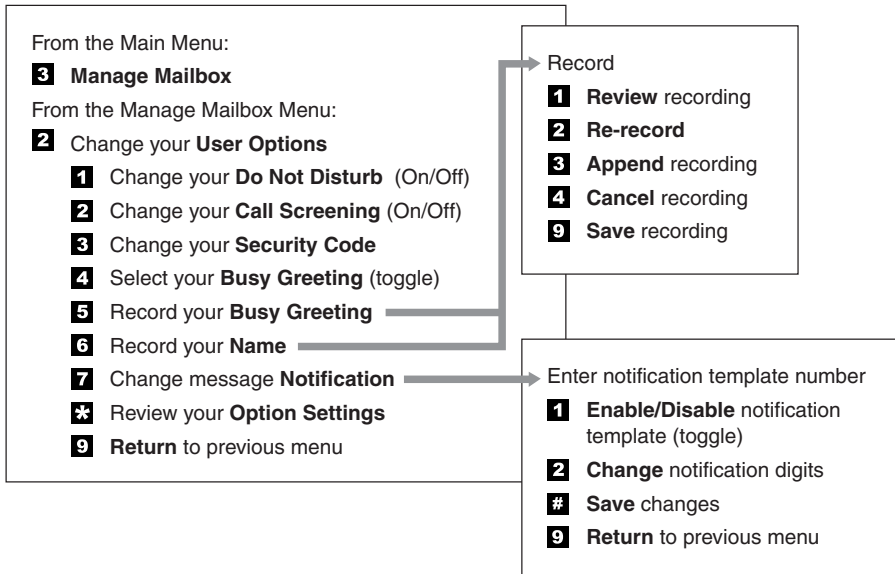 From the Main Menu:
3 Manage Mailbox
From the Manage Mailbox Menu:
2 Change your User Options
1 Change your Do Not Disturb (On/Off)
2 Change your Call Screening (On/Off)
3 Change your Security Code
4 Select your Busy Greeting (toggle)
5 Record your Busy Greeting
6 Record your Name
7 Change message Notification
* Review your Option Settings
9 Return to previous menu
Record
1 Review recording
2 Re-record
3 Append recording
4 Cancel recording
9 Save recording
Enter notification template number
1 Enable/Disable notification
template (toggle)
2 Change notification digits
# Save changes
9 Return to previous menu